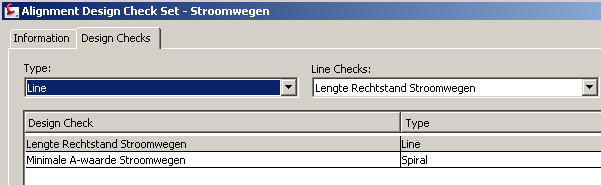 Alignment Design Check Set - Stroomwegen
Information
Design Checks
Type:
Line Checks:
Line
Lengte Rechtstand Stroomwegen
Design Check
Type
Lengte Rechtstand Stroomwegen
Line
Minimale A-waarde Stroomwegen
Spiral